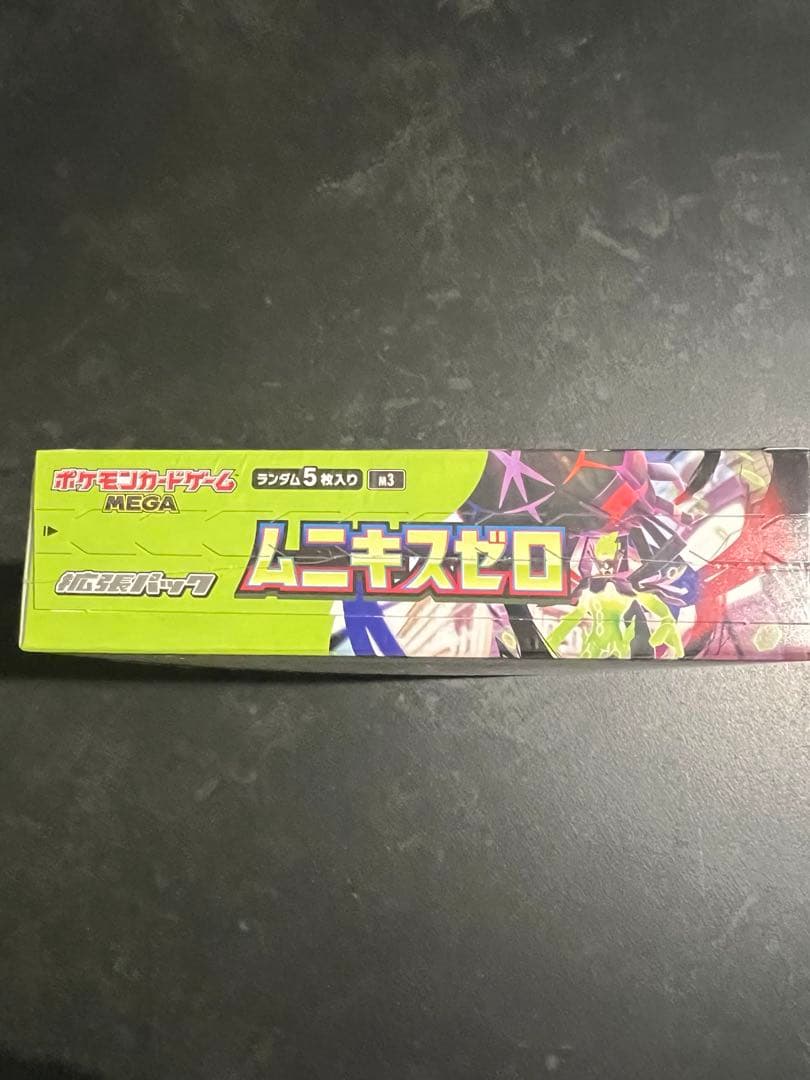 ポケモンカードゲーム
MEGA
ランダム5枚入り
M3
拡張パック
ムニキスゼロ